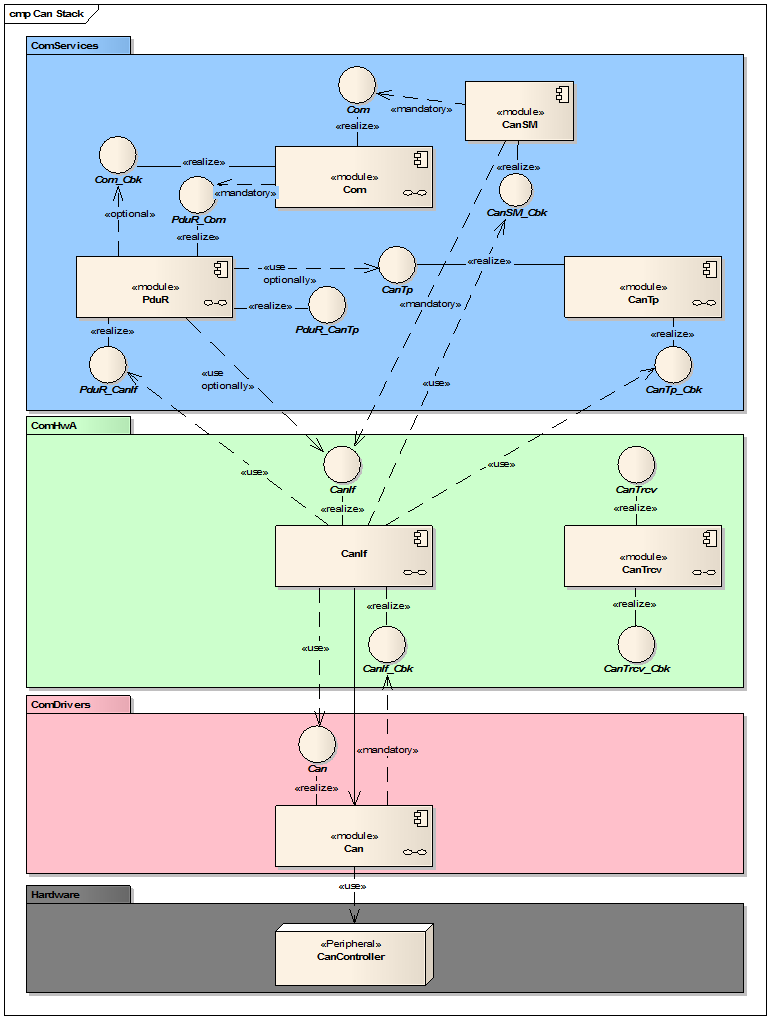 cmp Can Stack
ComServices
Com
«mandatory»
«module»
CanSM
«realize»
Com_Cbk
«realize»
«module»
Com
«realize»
«mandatory»
PduR_Com
CanSM_Cbk
«optional»
«realize»
«module»
PduR
«use
optionally»
CanTp
«realize»
«module»
CanTp
«realize»
PduR_CanTp
«mandatory»
«realize»
«realize»
PduR_CanIf
«use
optionally»
«use»
CanTp_Cbk
ComHwA
«use»
«use»
CanIf
«realize»
CanTrcv
«realize»
CanIf
«module»
CanTrcv
«realize»
«realize»
«use»
CanIf_Cbk
CanTrcv_Cbk
ComDrivers
Can
«mandatory»
«realize»
«module»
Can
«use»
Hardware
«Peripheral»
CanController